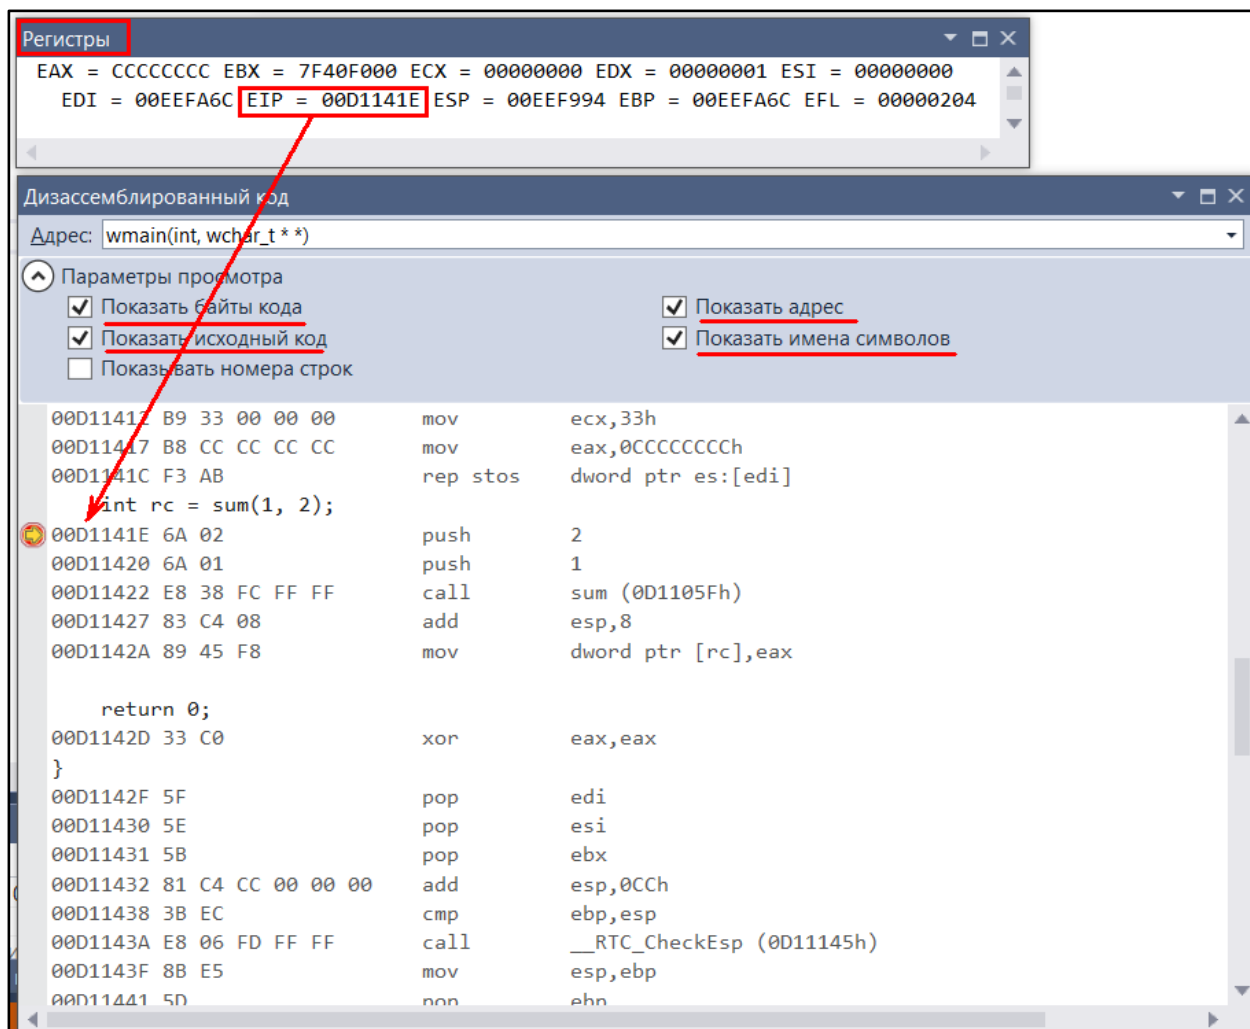 Регистры
EAX = CCCCCCCC EBX = 7F40F000 ECX = 00000000 EDX = 00000001 ESI = 00000000
EDI = 00EEFA6C EIP = 00D1141E ESP = 00EEF994 EBP = 00EEFA6C EFL = 00000204
Дизассемблированный код
Адрес: wmain(int, wchar_t * *)
Параметры просмотра
Показать байты кода Показать адрес
Показать исходный код Показать имена символов
Показывать номера строк
00D11412 B9 33 00 00 00 mov ecx,33h
00D11417 B8 CC CC CC CC mov eax,0CCCCCCCCh
00D1141C F3 AB rep stos dword ptr es:[edi]
int rc = sum(1, 2);
00D1141E 6A 02 push 2
00D11420 6A 01 push 1
00D11422 E8 38 FC FF FF call sum (0D1105Fh)
00D11427 83 C4 08 add esp,8
00D1142A 89 45 F8 mov dword ptr [rc],eax
return 0;
00D1142D 33 C0 xor eax,eax
}
00D1142F 5F pop edi
00D11430 5E pop esi
00D11431 5B pop ebx
00D11432 81 C4 CC 00 00 00 add esp,0CCh
00D11438 3B EC cmp ebp,esp
00D1143A E8 06 FD FF FF call __RTC_CheckEsp (0D11145h)
00D1143F 8B E5 mov esp,ebp
00D11441 5D pop ebp